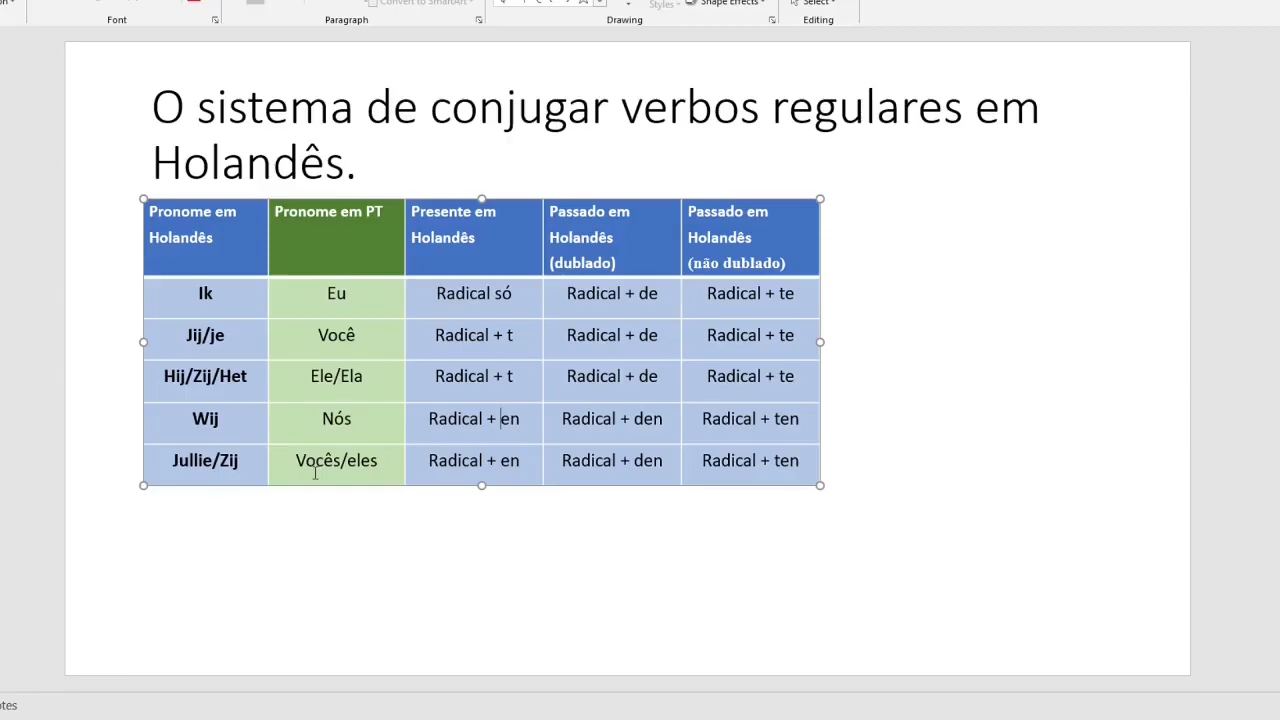 Convert to SmartArt
Styles
Shape Effects
Select
Font
Paragraph
Drawing
Editing
O sistema de conjugar verbos regulares em
Holandês.
Pronome em
Holandês
Pronome em PT
Presente em
Holandês
Passado em
Holandês
(dublado)
Passado em
Holandês
(não dublado)
Ik
Eu
Radical só
Radical + de
Radical + te
Jij/je
Você
Radical + t
Radical + de
Radical + te
Hij/Zij/Het
Ele/Ela
Radical + t
Radical + de
Radical + te
Wij
Nós
Radical + en
Radical + den
Radical + ten
Jullie/Zij
Vocês/eles
Radical + en
Radical + den
Radical + ten
otes